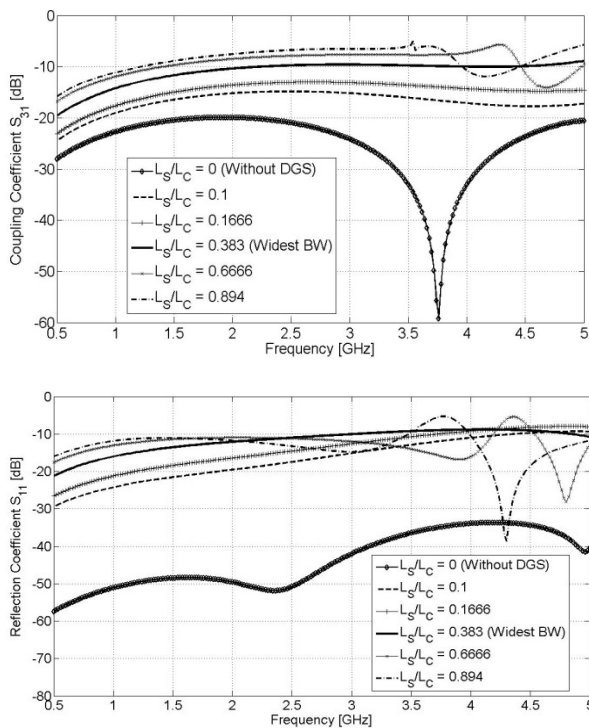 0
-10
-20
-30
-40
-50
-60
Coupling Coefficient S31 [dB]
LS/LC = 0 (Without DGS)
LS/LC = 0.1
LS/LC = 0.1666
LS/LC = 0.383 (Widest BW)
LS/LC = 0.6666
LS/LC = 0.894
0.5 1 1.5 2 2.5 3 3.5 4 4.5 5
Frequency [GHz]
0
-10
-20
-30
-40
-50
-60
-70
-80
Reflection Coefficient S11 [dB]
LS/LC = 0 (Without DGS)
LS/LC = 0.1
LS/LC = 0.1666
LS/LC = 0.383 (Widest BW)
LS/LC = 0.6666
LS/LC = 0.894
0.5 1 1.5 2 2.5 3 3.5 4 4.5 5
Frequency [GHz]